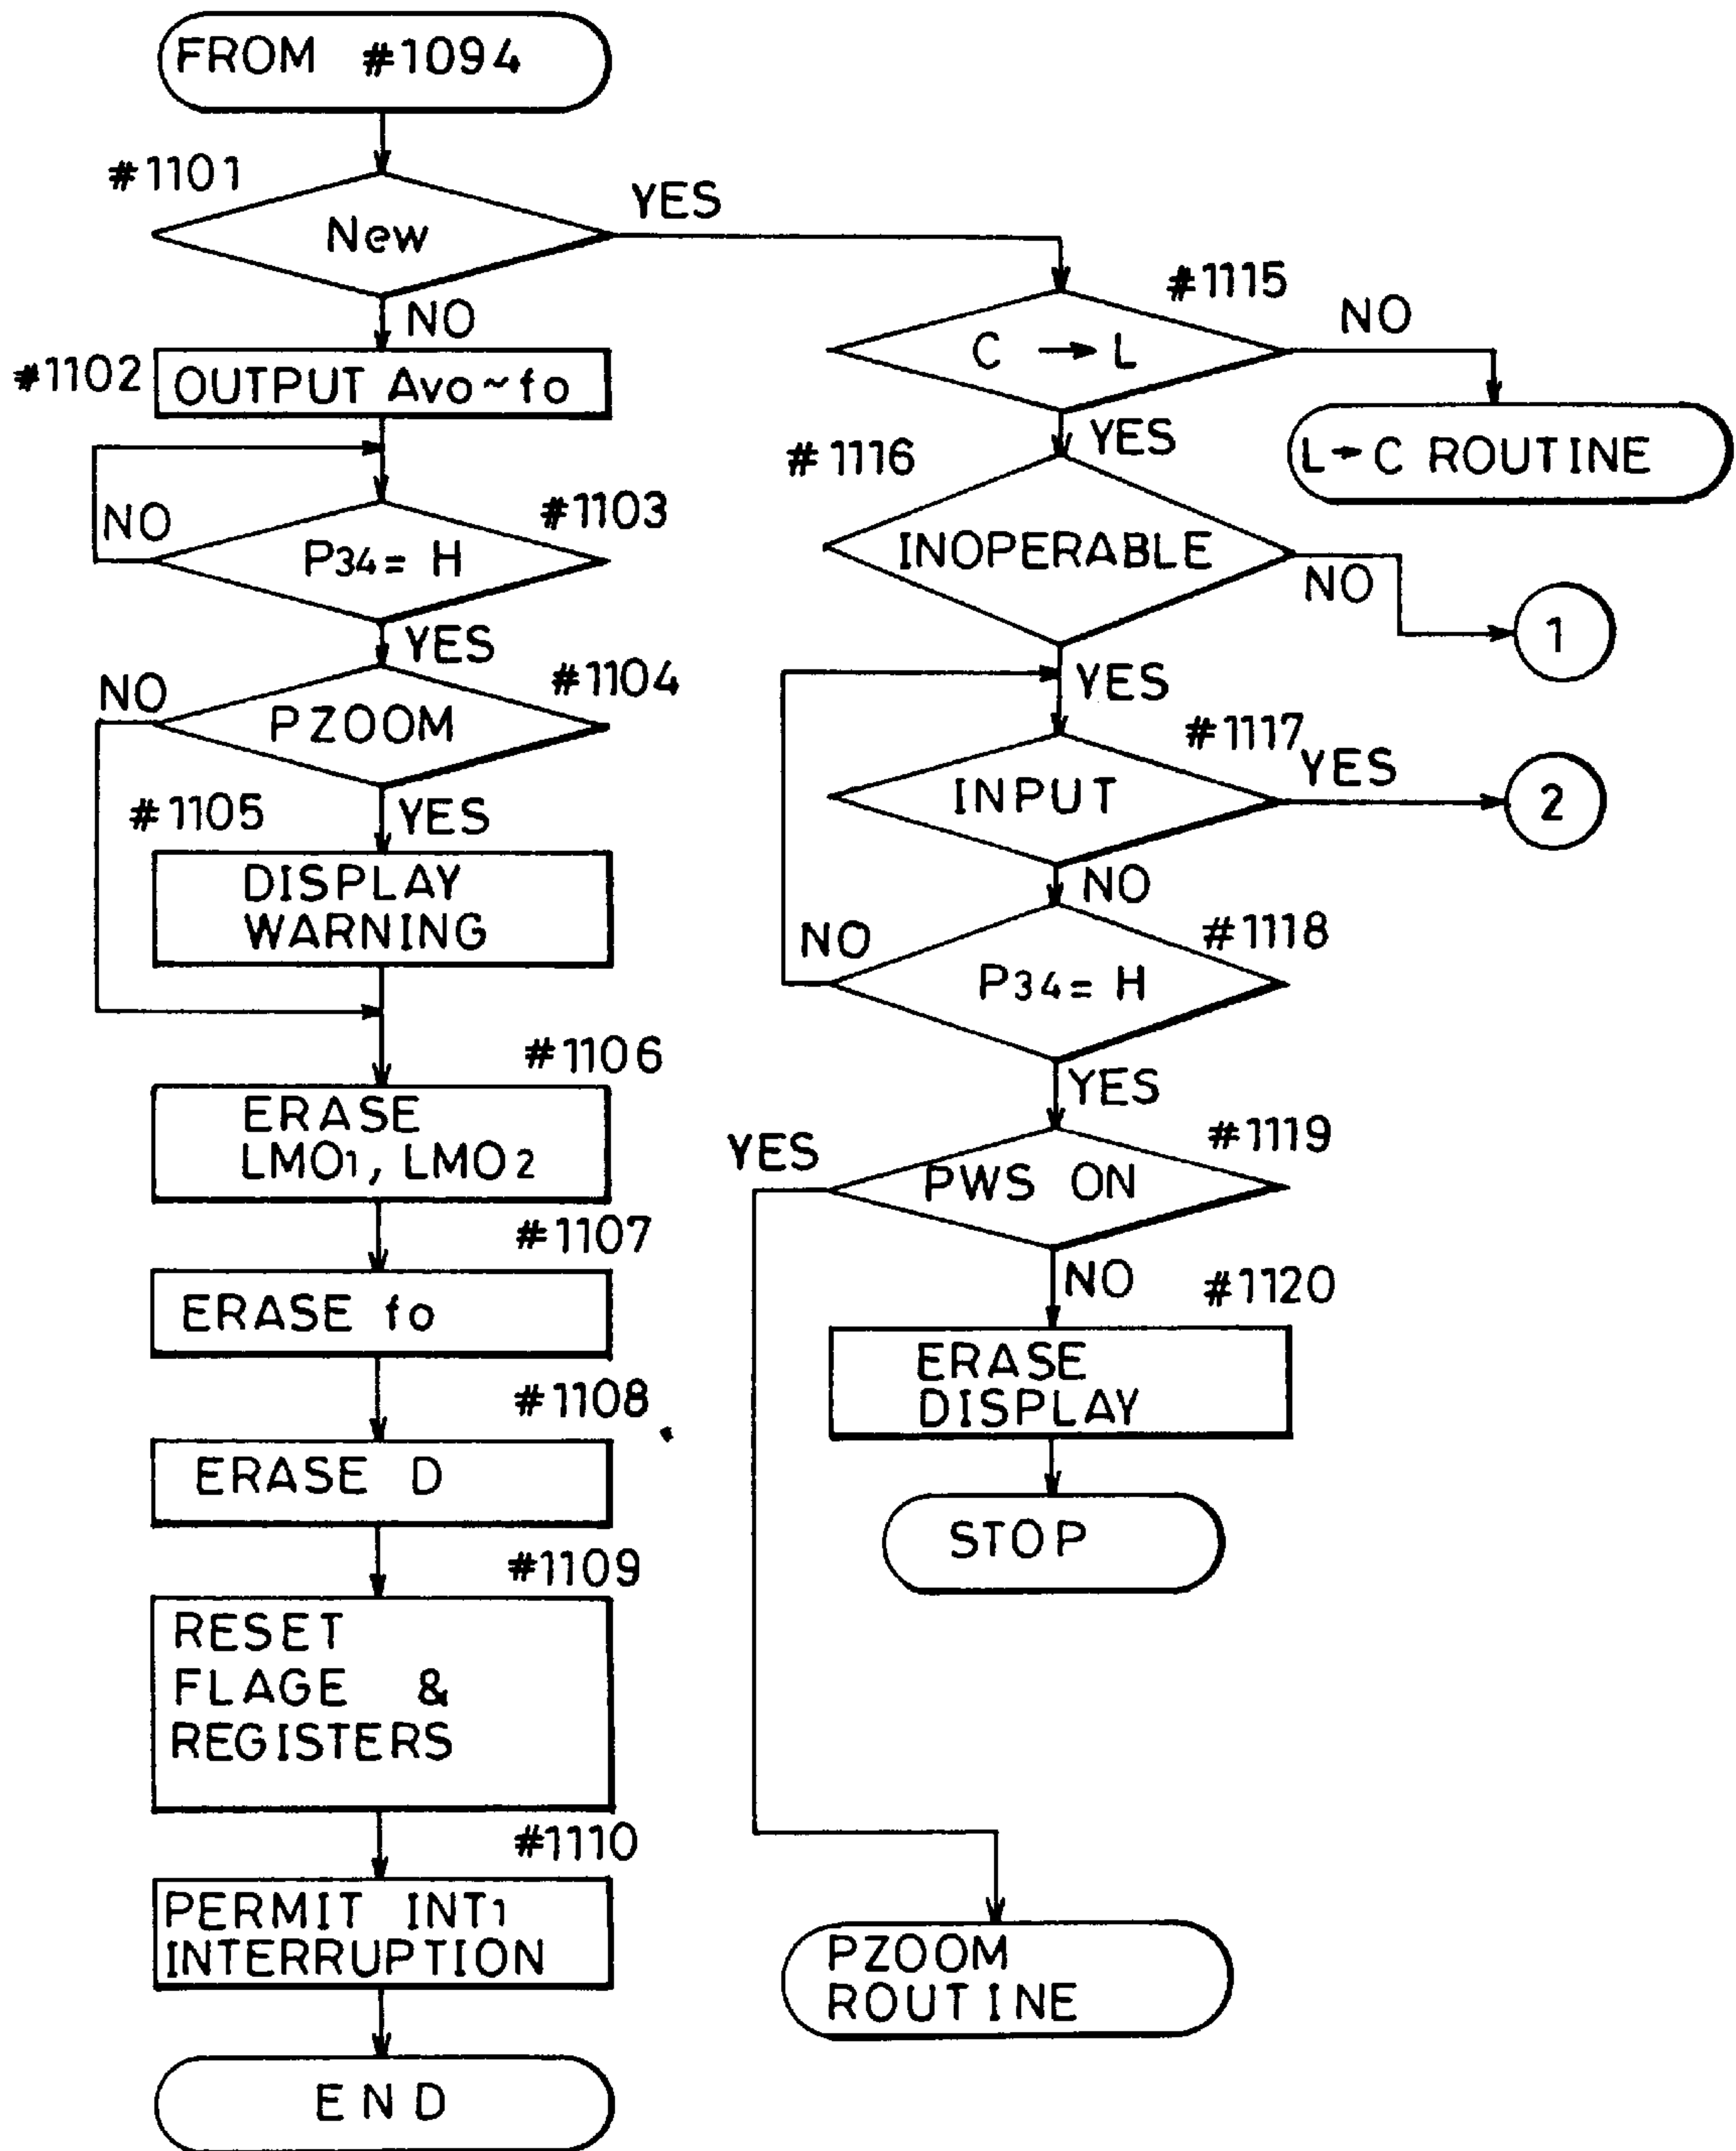 FROM #1094
#1101
New
YES
NO
#1102
OUTPUT Avo~fo
NO
#1103
P34= H
YES
NO
#1104
PZOOM
#1105
YES
DISPLAY
WARNING
#1106
ERASE
LMO1, LMO2
#1107
ERASE fo
#1108
ERASE D
#1109
RESET
FLAGE &
REGISTERS
#1110
PERMIT INT1
INTERRUPTION
END
#1115
C → L
NO
L→C ROUTINE
YES
#1116
INOPERABLE
NO
1
YES
#1117
INPUT
YES
2
NO
#1118
NO
P34= H
YES
#1119
YES
PWS ON
NO
#1120
ERASE
DISPLAY
STOP
PZOOM
ROUTINE